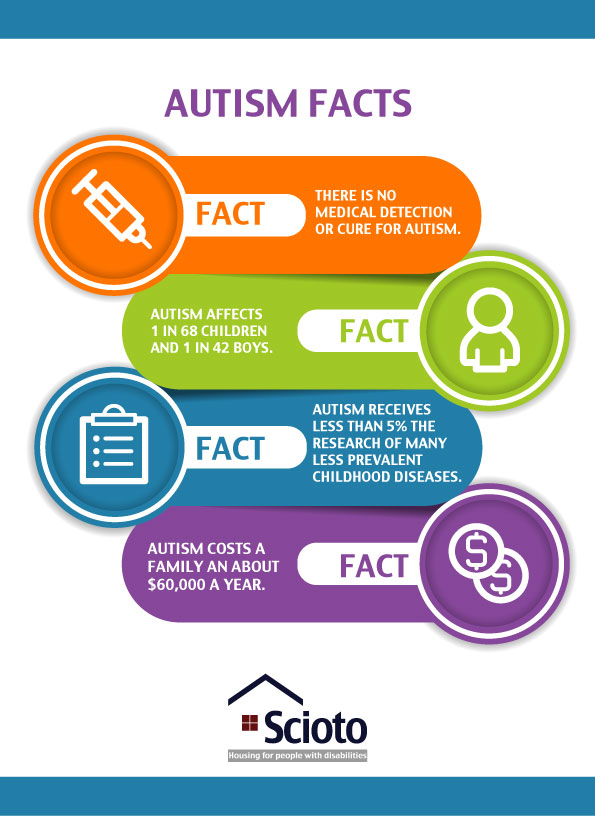 AUTISM FACTS
FACT
THERE IS NO
MEDICAL DETECTION
OR CURE FOR AUTISM.
AUTISM AFFECTS
1 IN 68 CHILDREN
AND 1 IN 42 BOYS.
FACT
FACT
AUTISM RECEIVES
LESS THAN 5% THE
RESEARCH OF MANY
LESS PREVALENT
CHILDHOOD DISEASES.
AUTISM COSTS A
FAMILY AN ABOUT
$60,000 A YEAR.
FACT
$
$
Scioto
Housing for people with disabilities